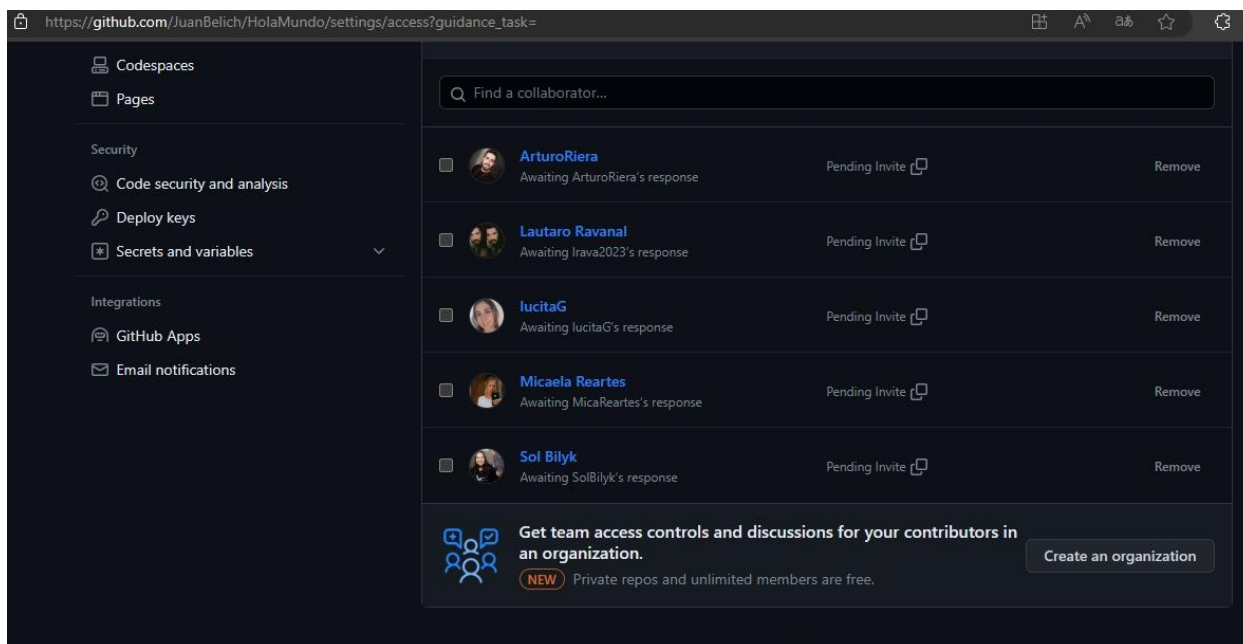 https://github.com/JuanBelich/HolaMundo/settings/access?guidance_task=
Codespaces
Pages
Security
Code security and analysis
Deploy keys
Secrets and variables
Integrations
GitHub Apps
Email notifications
Find a collaborator...
ArturoRiera
Awaiting ArturoRiera's response
Pending Invite
Remove
Lautaro Ravanal
Awaiting lrava2023's response
Pending Invite
Remove
lucitaG
Awaiting lucitaG's response
Pending Invite
Remove
Micaela Reartes
Awaiting MicaReartes's response
Pending Invite
Remove
Sol Bilyk
Awaiting SolBilyk's response
Pending Invite
Remove
Get team access controls and discussions for your contributors in
an organization.
NEW Private repos and unlimited members are free.
Create an organization